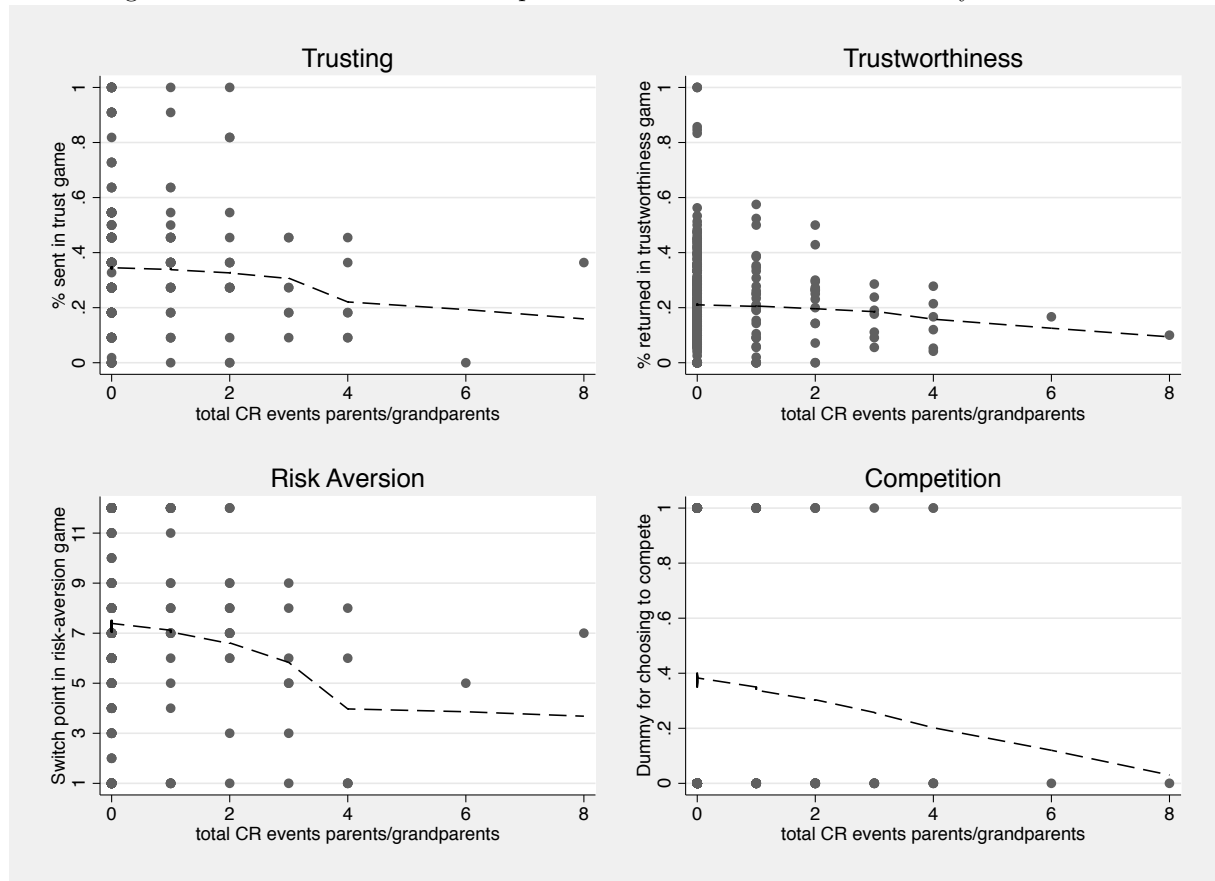 Trusting
% sent in trust game
1
.8
.6
.4
.2
0
0 2 4 6 8
total CR events parents/grandparents
Trustworthiness
% returned in trustworthiness game
1
.8
.6
.4
.2
0
0 2 4 6 8
total CR events parents/grandparents
Risk Aversion
Switch point in risk-aversion game
11
9
7
5
3
1
0 2 4 6 8
total CR events parents/grandparents
Competition
Dummy for choosing to compete
1
.8
.6
.4
.2
0
0 2 4 6 8
total CR events parents/grandparents